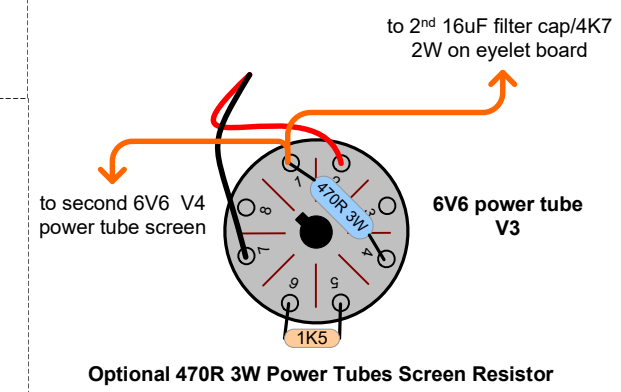 to 2nd 16uF filter cap/4K7
2W on eyelet board
to second 6V6 V4
power tube screen
6V6 power tube
V3
1
2
3
4
5
6
7
8
470R 3W
1K5
Optional 470R 3W Power Tubes Screen Resistor